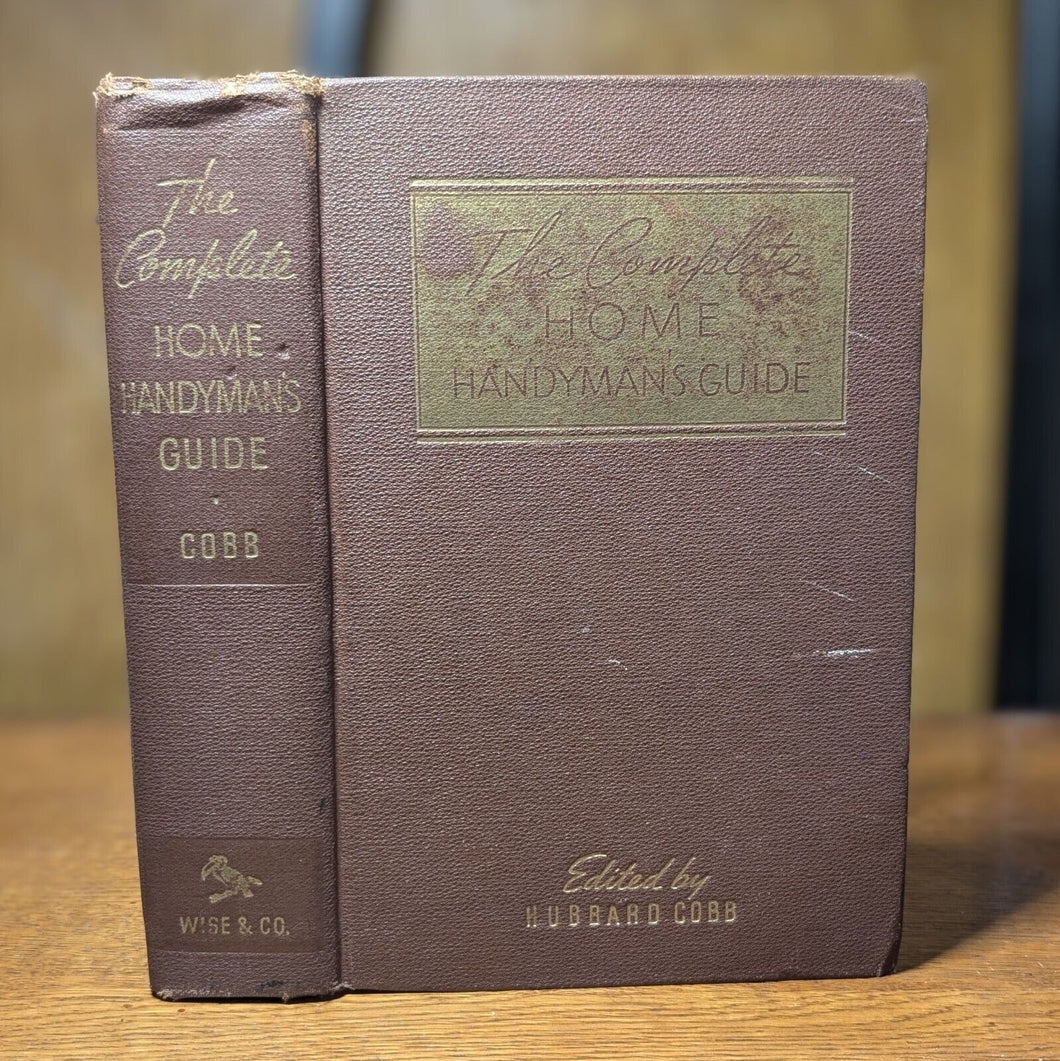 The
Complete
HOME
HANDYMAN'S
GUIDE
·
COBB
WISE & CO.
The Complete
HOME
HANDYMAN'S GUIDE
Edited by
HUBBARD COBB